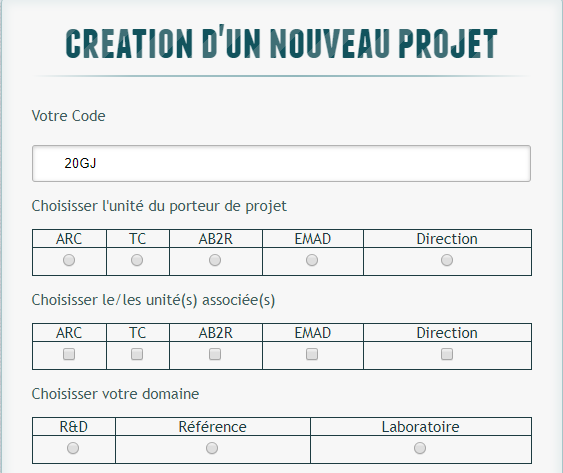 CREATION D'UN NOUVEAU PROJET
Votre Code
20GJ
Choisisser l'unité du porteur de projet
ARC TC AB2R EMAD Direction
Choisisser le/les unité(s) associée(s)
ARC TC AB2R EMAD Direction
Choisisser votre domaine
R&D Référence Laboratoire